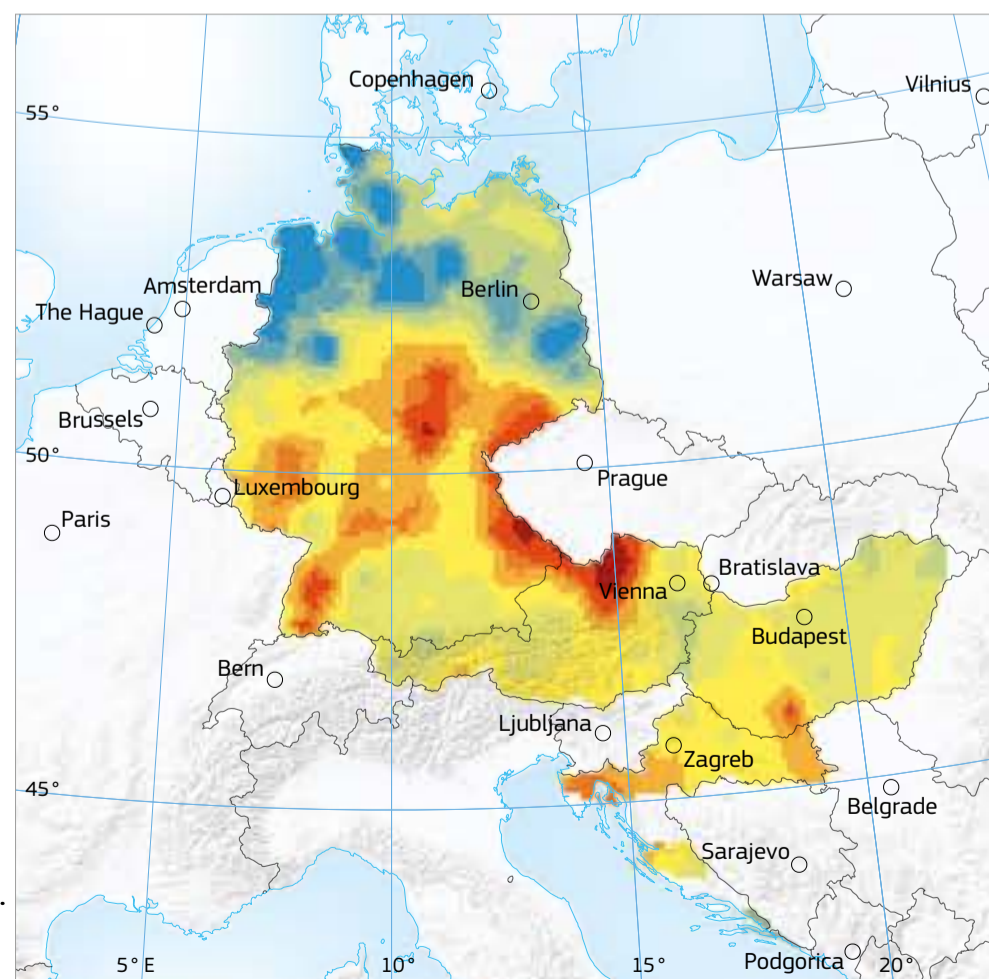 Copenhagen
Vilnius
55°
Warsaw
Amsterdam
Berlin
The Hague
Brussels
50°
Prague
Luxembourg
Paris
Bratislava
Vienna
Budapest
Bern
Ljubljana
Zagreb
45°
Belgrade
Sarajevo
.
Podgorica
5° E
10°
15°
20°